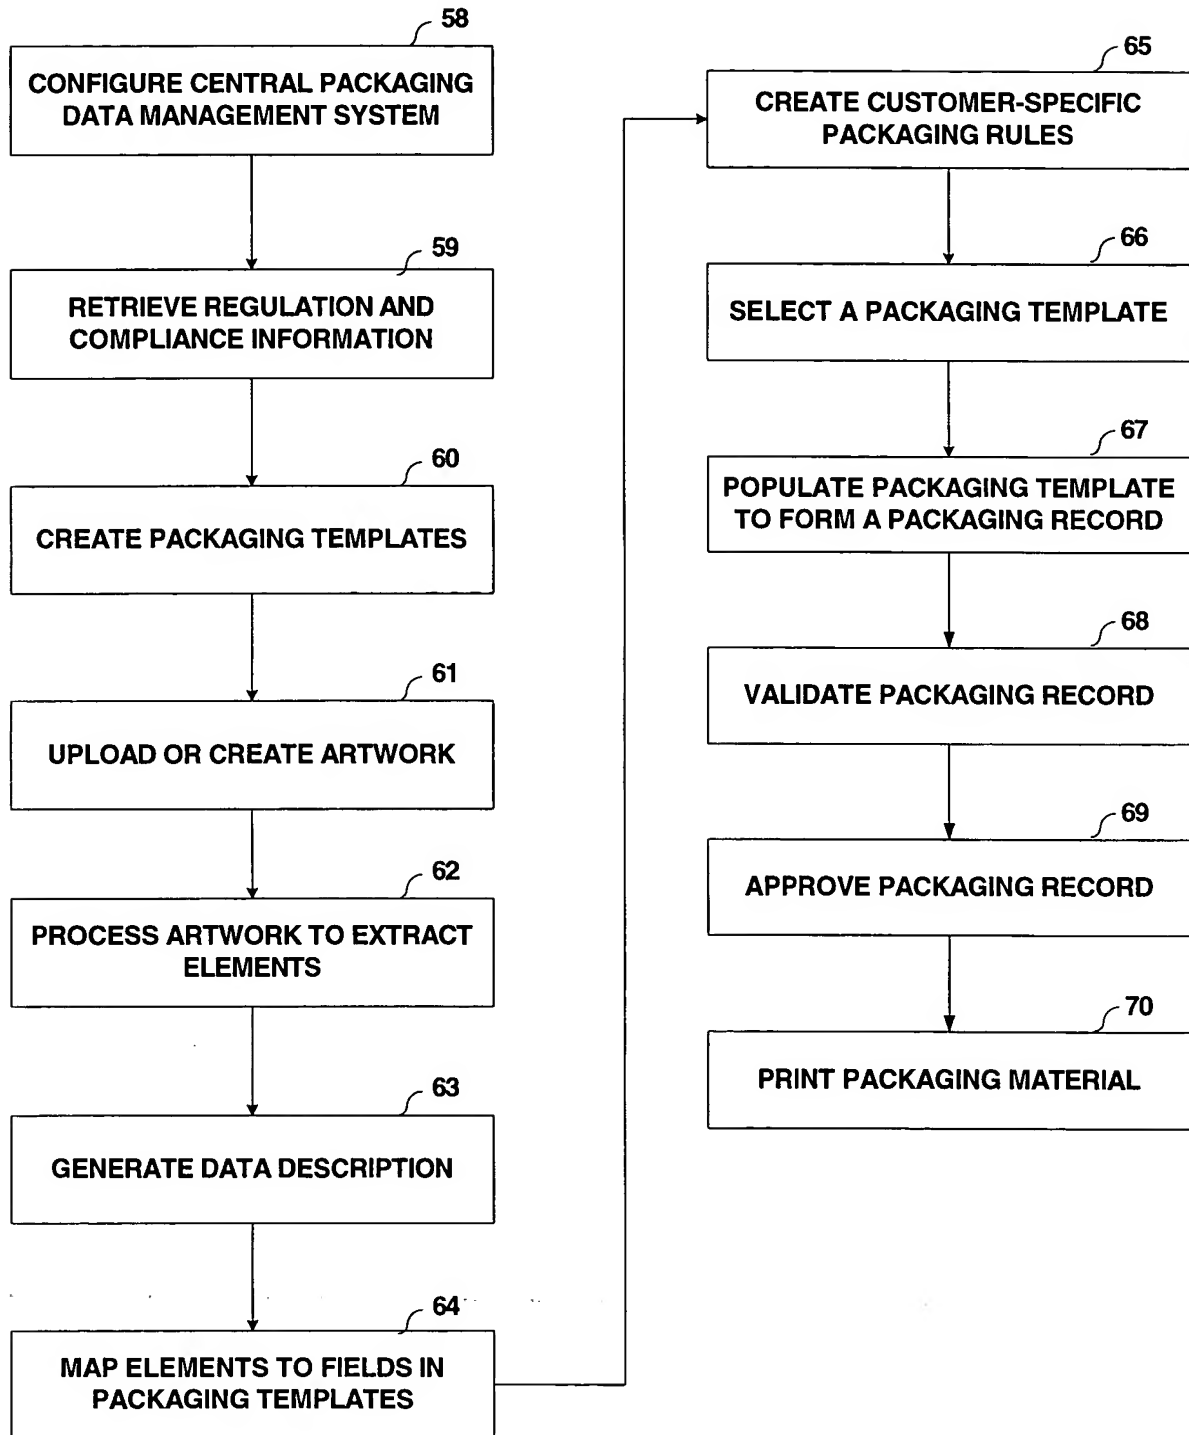 58
CONFIGURE CENTRAL PACKAGING
DATA MANAGEMENT SYSTEM
59
RETRIEVE REGULATION AND
COMPLIANCE INFORMATION
60
CREATE PACKAGING TEMPLATES
61
UPLOAD OR CREATE ARTWORK
62
PROCESS ARTWORK TO EXTRACT
ELEMENTS
63
GENERATE DATA DESCRIPTION
64
MAP ELEMENTS TO FIELDS IN
PACKAGING TEMPLATES
65
CREATE CUSTOMER-SPECIFIC
PACKAGING RULES
66
SELECT A PACKAGING TEMPLATE
67
POPULATE PACKAGING TEMPLATE
TO FORM A PACKAGING RECORD
68
VALIDATE PACKAGING RECORD
69
APPROVE PACKAGING RECORD
70
PRINT PACKAGING MATERIAL